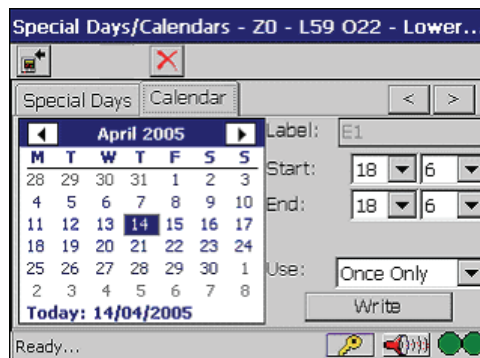 Special Days/Calendars - Z0 - L59 O22 - Lower...
Special Days Calendar < >
April 2005
M T W T F S S
28 29 30 31 1 2 3
4 5 6 7 8 9 10
11 12 13 14 15 16 17
18 19 20 21 22 23 24
25 26 27 28 29 30 1
2 3 4 5 6 7 8
Today: 14/04/2005
Label: E1
Start: 18 6
End: 18 6
Use: Once Only
Write
Ready...